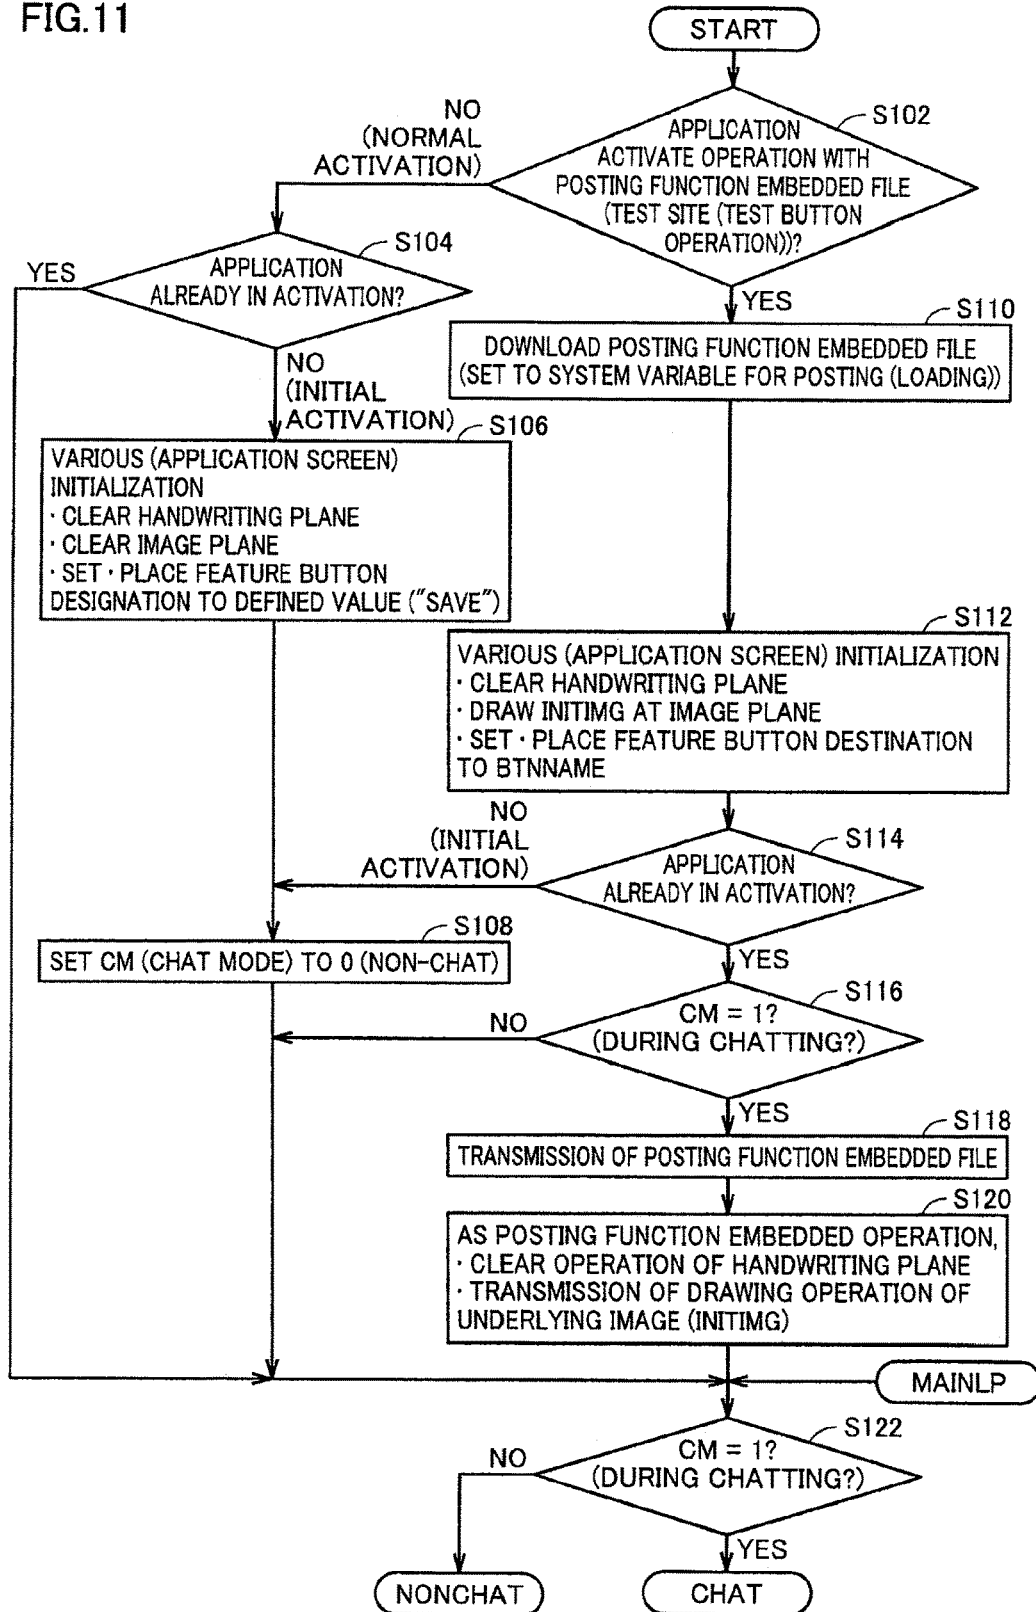 FIG.11
START
S102
APPLICATION
ACTIVATE OPERATION WITH
POSTING FUNCTION EMBEDDED FILE
(TEST SITE (TEST BUTTON
OPERATION))?
NO
(NORMAL
ACTIVATION)
YES
S104
APPLICATION
ALREADY IN ACTIVATION?
YES
NO
(INITIAL
ACTIVATION)
S110
DOWNLOAD POSTING FUNCTION EMBEDDED FILE
(SET TO SYSTEM VARIABLE FOR POSTING (LOADING))
S106
VARIOUS (APPLICATION SCREEN)
INITIALIZATION
· CLEAR HANDWRITING PLANE
· CLEAR IMAGE PLANE
· SET · PLACE FEATURE BUTTON
DESIGNATION TO DEFINED VALUE ("SAVE")
S112
VARIOUS (APPLICATION SCREEN) INITIALIZATION
· CLEAR HANDWRITING PLANE
· DRAW INITIMG AT IMAGE PLANE
· SET · PLACE FEATURE BUTTON DESTINATION
TO BTNNAME
NO
(INITIAL
ACTIVATION)
S114
APPLICATION
ALREADY IN ACTIVATION?
YES
S108
SET CM (CHAT MODE) TO 0 (NON-CHAT)
S116
CM = 1?
(DURING CHATTING?)
NO
YES
S118
TRANSMISSION OF POSTING FUNCTION EMBEDDED FILE
S120
AS POSTING FUNCTION EMBEDDED OPERATION,
· CLEAR OPERATION OF HANDWRITING PLANE
· TRANSMISSION OF DRAWING OPERATION OF
UNDERLYING IMAGE (INITIMG)
MAINLP
S122
CM = 1?
(DURING CHATTING?)
NO
YES
NONCHAT
CHAT